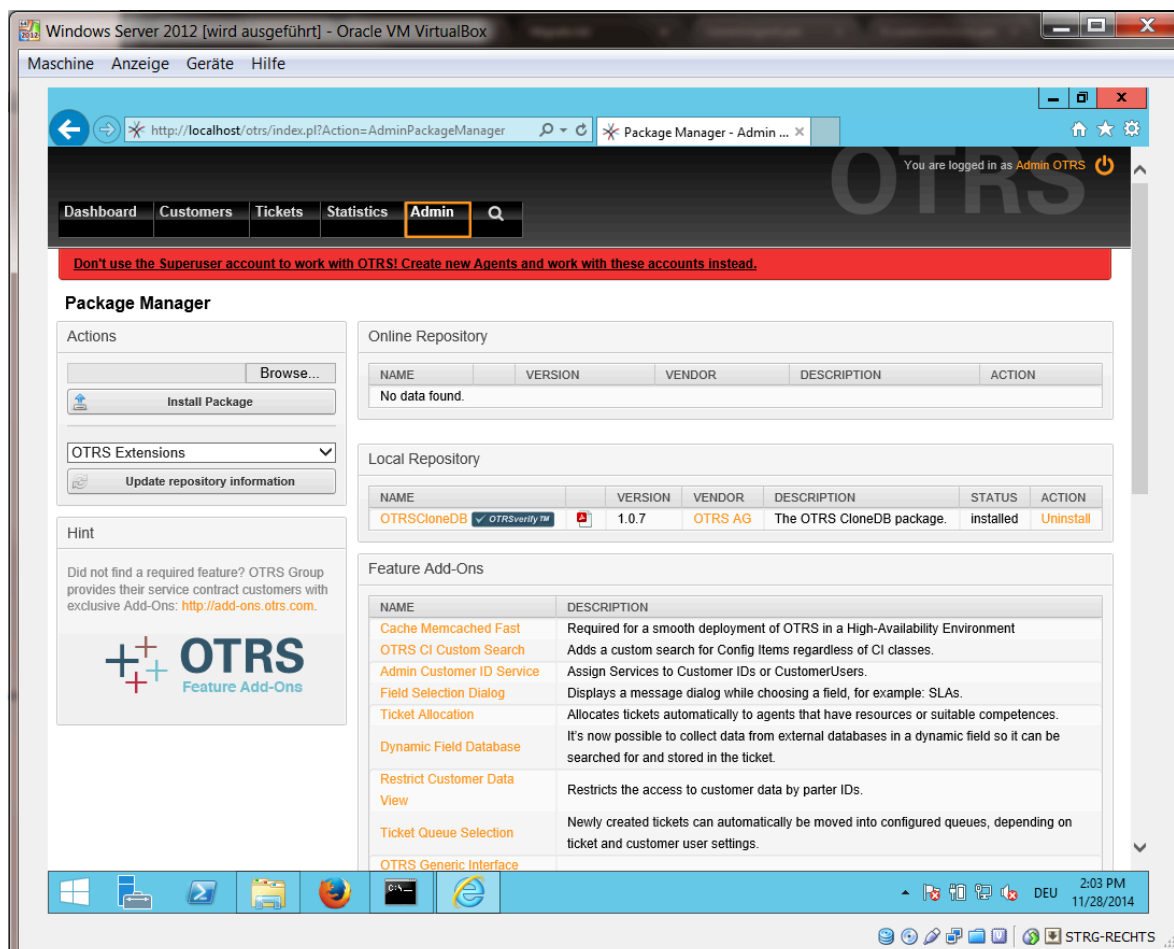 Windows Server 2012 [wird ausgeführt] - Oracle VM VirtualBox
Maschine Anzeige Geräte Hilfe
http://localhost/otrs/index.pl?Action=AdminPackageManager
Package Manager - Admin ...
OTRS
You are logged in as Admin OTRS
Dashboard Customers Tickets Statistics Admin
Don't use the Superuser account to work with OTRS! Create new Agents and work with these accounts instead.
Package Manager
Actions
Browse...
Install Package
OTRS Extensions
Update repository information
Hint
Did not find a required feature? OTRS Group
provides their service contract customers with
exclusive Add-Ons: http://add-ons.otrs.com.
OTRS
Feature Add-Ons
Online Repository
NAME VERSION VENDOR DESCRIPTION ACTION
No data found.
Local Repository
NAME VERSION VENDOR DESCRIPTION STATUS ACTION
OTRSCloneDB OTRSverify™ 1.0.7 OTRS AG The OTRS CloneDB package. installed Uninstall
Feature Add-Ons
NAME DESCRIPTION
Cache Memcached Fast Required for a smooth deployment of OTRS in a High-Availability Environment
OTRS CI Custom Search Adds a custom search for Config Items regardless of CI classes.
Admin Customer ID Service Assign Services to Customer IDs or CustomerUsers.
Field Selection Dialog Displays a message dialog while choosing a field, for example: SLAs.
Ticket Allocation Allocates tickets automatically to agents that have resources or suitable competences.
Dynamic Field Database It's now possible to collect data from external databases in a dynamic field so it can be
searched for and stored in the ticket.
Restrict Customer Data
View
Restricts the access to customer data by parter IDs.
Ticket Queue Selection Newly created tickets can automatically be moved into configured queues, depending on
ticket and customer user settings.
OTRS Generic Interface
DEU
2:03 PM
11/28/2014
STRG-RECHTS